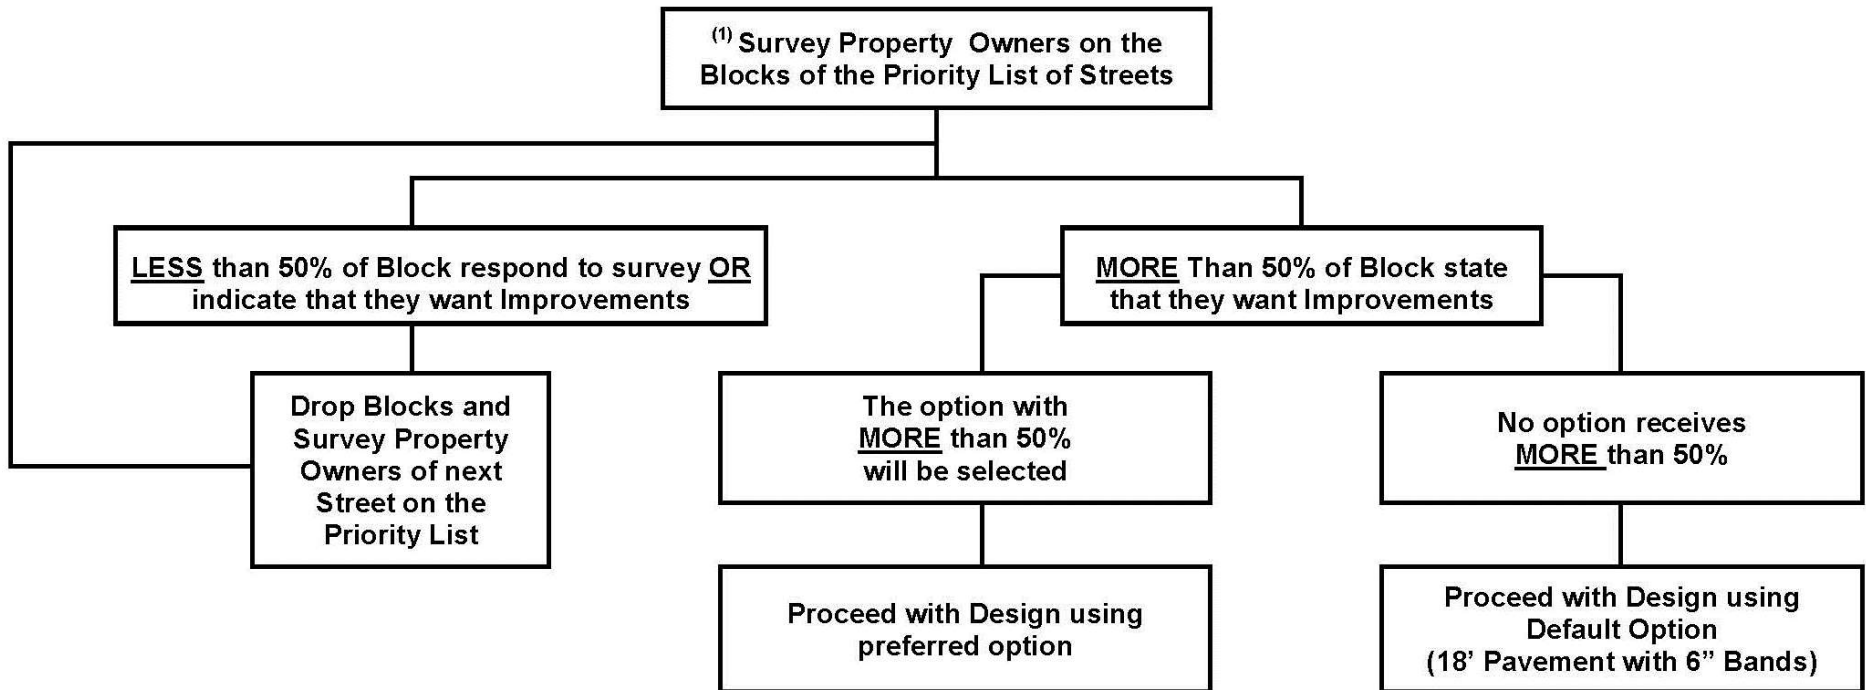 (1) Survey Property Owners on the
Blocks of the Priority List of Streets
LESS than 50% of Block respond to survey OR
indicate that they want Improvements
MORE Than 50% of Block state
that they want Improvements
Drop Blocks and
Survey Property
Owners of next
Street on the
Priority List
The option with
MORE than 50%
will be selected
No option receives
MORE than 50%
Proceed with Design using
preferred option
Proceed with Design using
Default Option
(18’ Pavement with 6” Bands)